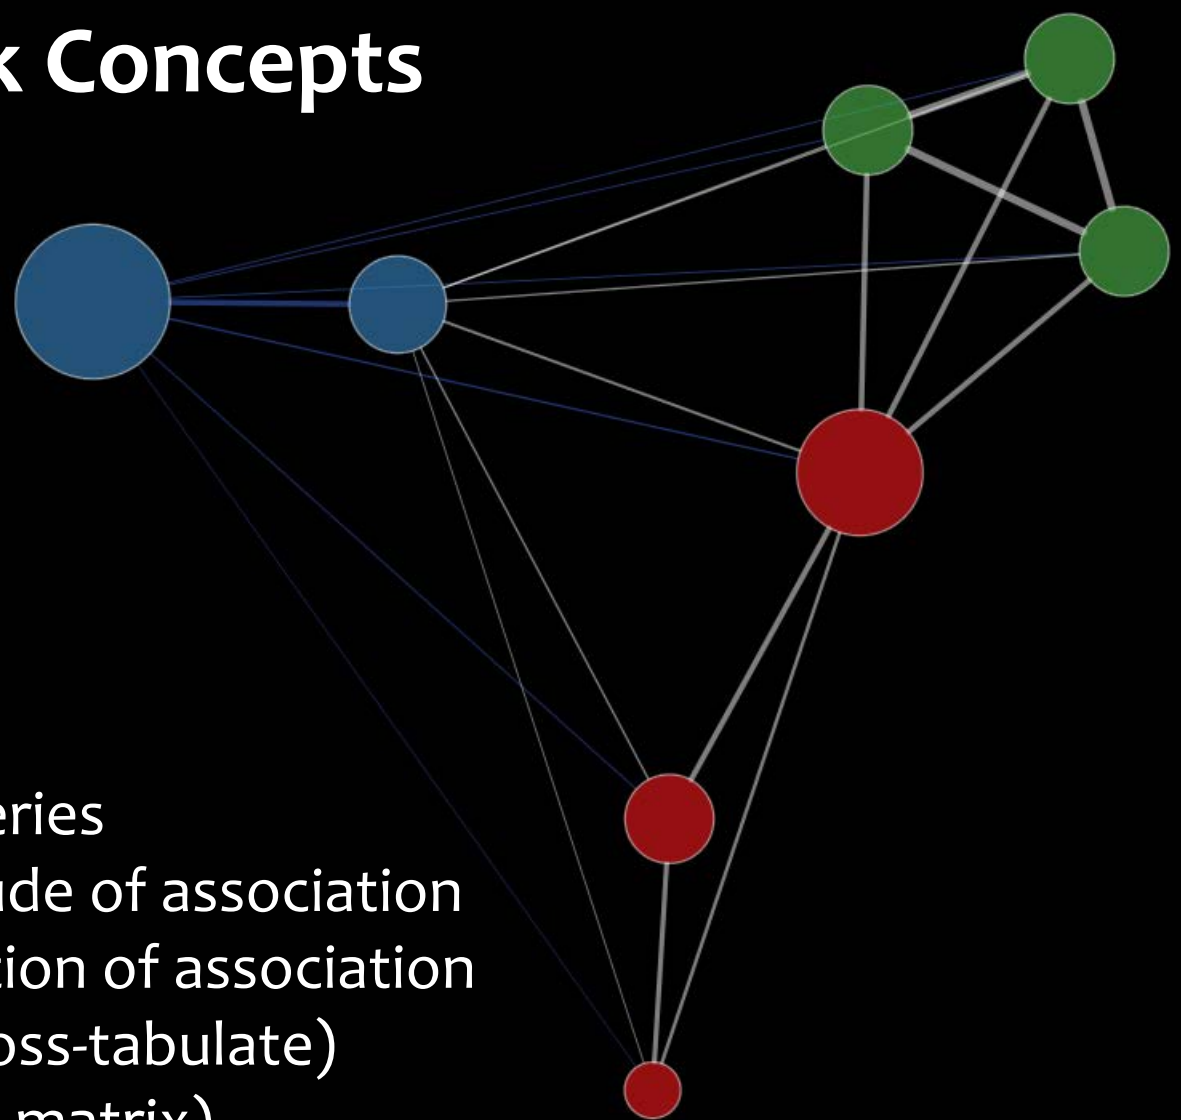 k Concepts
eries
ude of association
tion of association
oss-tabulate)
matrix)